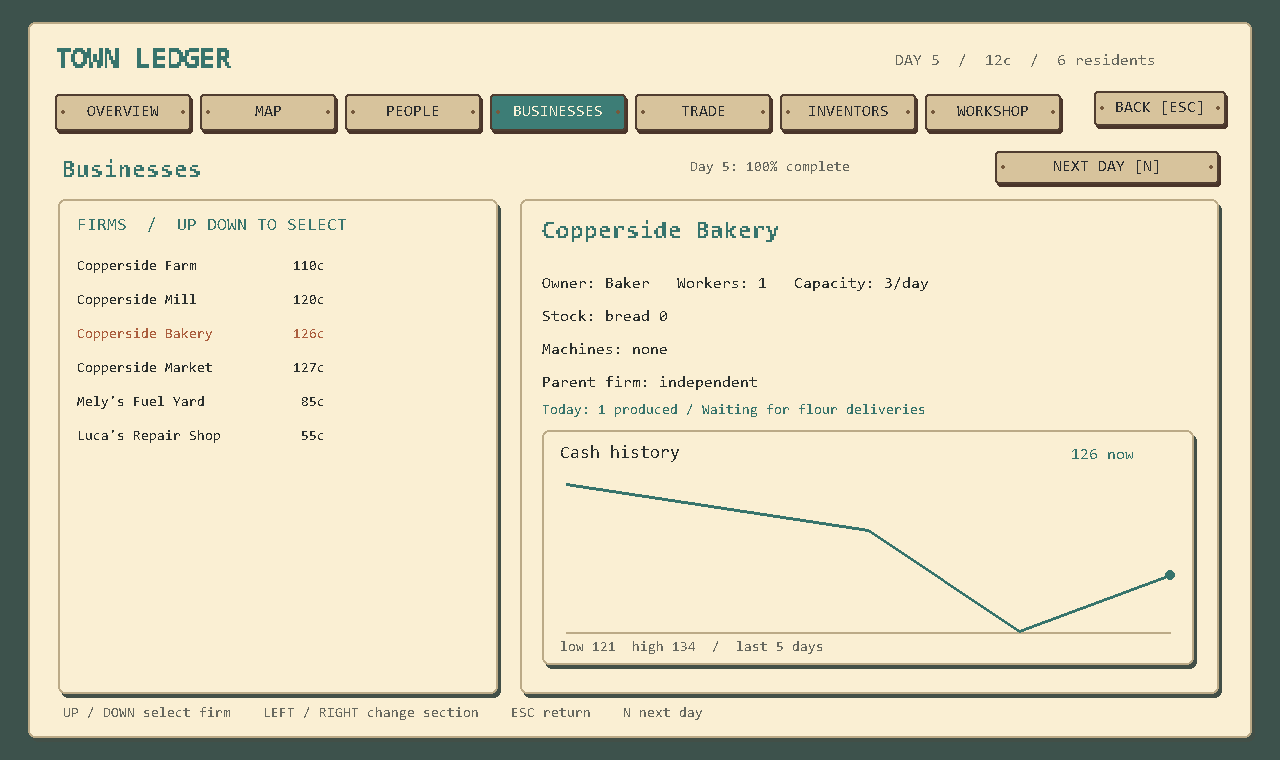 TOWN LEDGER
DAY 5 / 12c / 6 residents
OVERVIEW MAP PEOPLE BUSINESSES TRADE INVENTORS WORKSHOP BACK [ESC]
Businesses
Day 5: 100% complete
NEXT DAY [N]
FIRMS / UP DOWN TO SELECT
Copperside Farm 110c
Copperside Mill 120c
Copperside Bakery 126c
Copperside Market 127c
Mely's Fuel Yard 85c
Luca's Repair Shop 55c
Copperside Bakery
Owner: Baker Workers: 1 Capacity: 3/day
Stock: bread 0
Machines: none
Parent firm: independent
Today: 1 produced / Waiting for flour deliveries
Cash history
126 now
low 121 high 134 / last 5 days
UP / DOWN select firm LEFT / RIGHT change section ESC return N next day